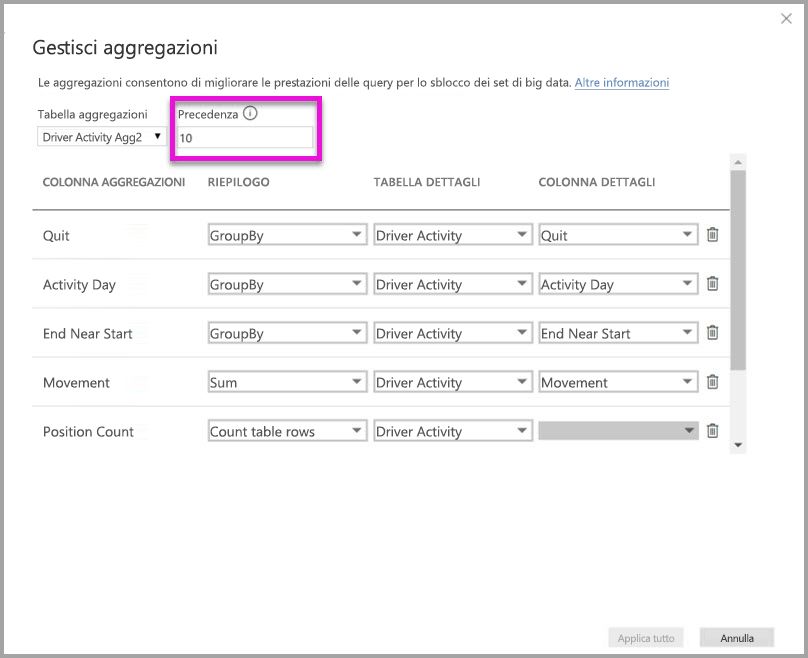 Gestisci aggregazioni
Le aggregazioni consentono di migliorare le prestazioni delle query per lo sblocco dei set di big data. Altre informazioni
Tabella aggregazioni Precedenza
Driver Activity Agg2 10
COLONNA AGGREGAZIONI RIEPILOGO TABELLA DETTAGLI COLONNA DETTAGLI
Quit GroupBy Driver Activity Quit
Activity Day GroupBy Driver Activity Activity Day
End Near Start GroupBy Driver Activity End Near Start
Movement Sum Driver Activity Movement
Position Count Count table rows Driver Activity
Applica tutto Annulla